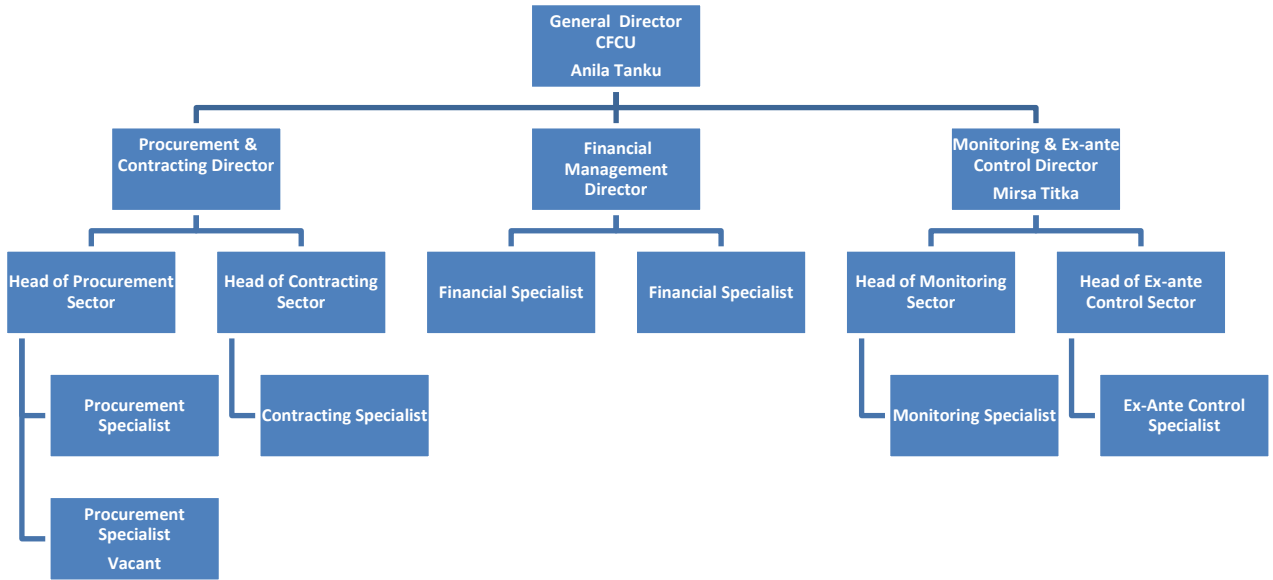 General Director
CFCU
Anila Tanku
Procurement &
Contracting Director
Financial
Management
Director
Monitoring & Ex-ante
Control Director
Mirsa Titka
Head of Procurement
Sector
Head of Contracting
Sector
Financial Specialist
Financial Specialist
Head of Monitoring
Sector
Head of Ex-ante
Control Sector
Procurement
Specialist
Contracting Specialist
Monitoring Specialist
Ex-Ante Control
Specialist
Procurement
Specialist
Vacant